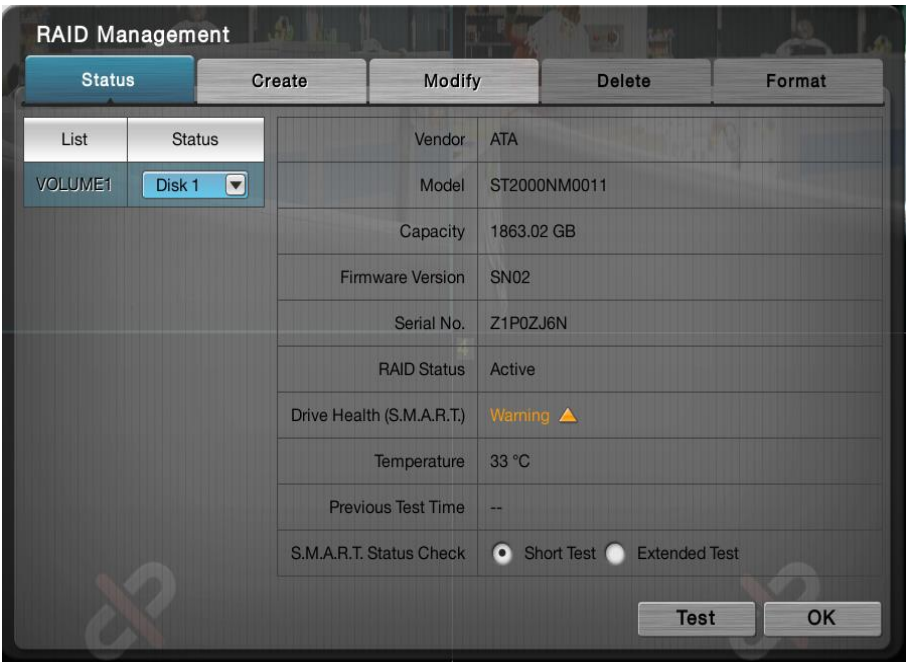 RAID Management
Status Create Modify Delete Format
List Status
VOLUME1 Disk 1
Vendor ATA
Model ST2000NM0011
Capacity 1863.02 GB
Firmware Version SN02
Serial No. Z1P0ZJ6N
RAID Status Active
Drive Health (S.M.A.R.T.) Warning
Temperature 33 °C
Previous Test Time --
S.M.A.R.T. Status Check Short Test Extended Test
Test OK